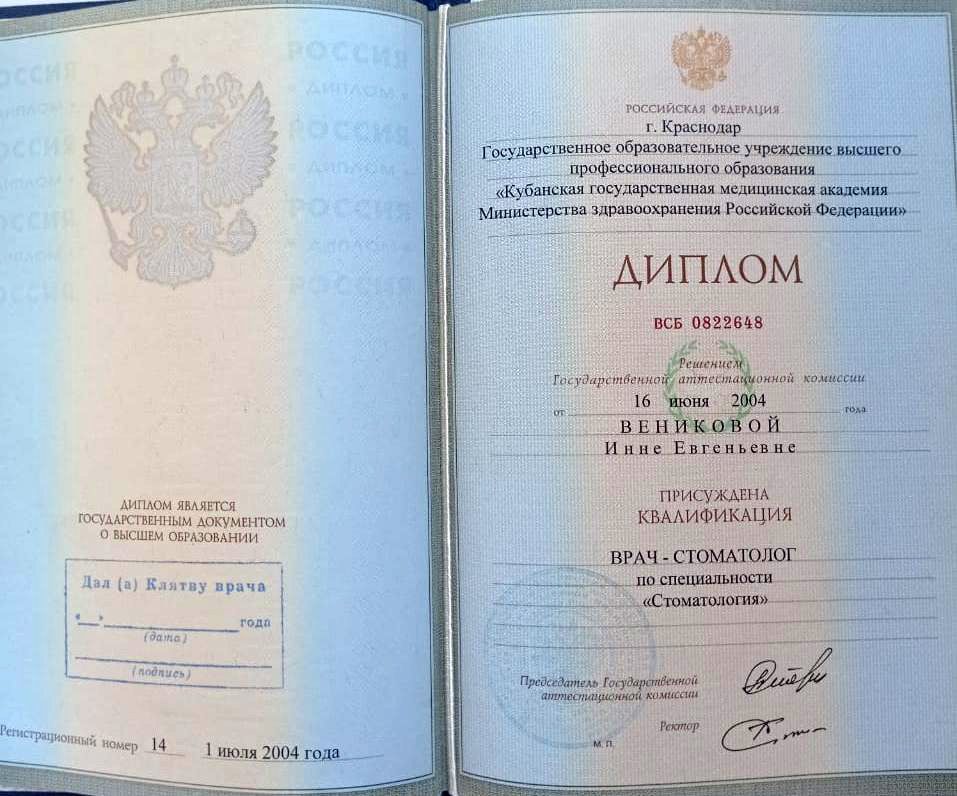 РОССИЯ
ДИПЛОМ
РОССИЯ
ДИПЛОМ
РОССИЯ
ДИПЛОМ
РОССИЯ
ДИПЛОМ ЯВЛЯЕТСЯ
ГОСУДАРСТВЕННЫМ ДОКУМЕНТОМ
О ВЫСШЕМ ОБРАЗОВАНИИ
Дал (а) Клятву врача
«__» года
(дата)
(подпись)
Регистрационный номер 14 1 июля 2004 года
РОССИЙСКАЯ ФЕДЕРАЦИЯ
г. Краснодар
Государственное образовательное учреждение высшего
профессионального образования
«Кубанская государственная медицинская академия
Министерства здравоохранения Российской Федерации»
ДИПЛОМ
ВСБ 0822648
Решением
Государственной аттестационной комиссии
от 16 июня 2004 года
ВЕНИКОВОЙ
Инне Евгеньевне
ПРИСУЖДЕНА
КВАЛИФИКАЦИЯ
ВРАЧ - СТОМАТОЛОГ
по специальности
«Стоматология»
Председатель Государственной
аттестационной комиссии
Ректор
М.П.